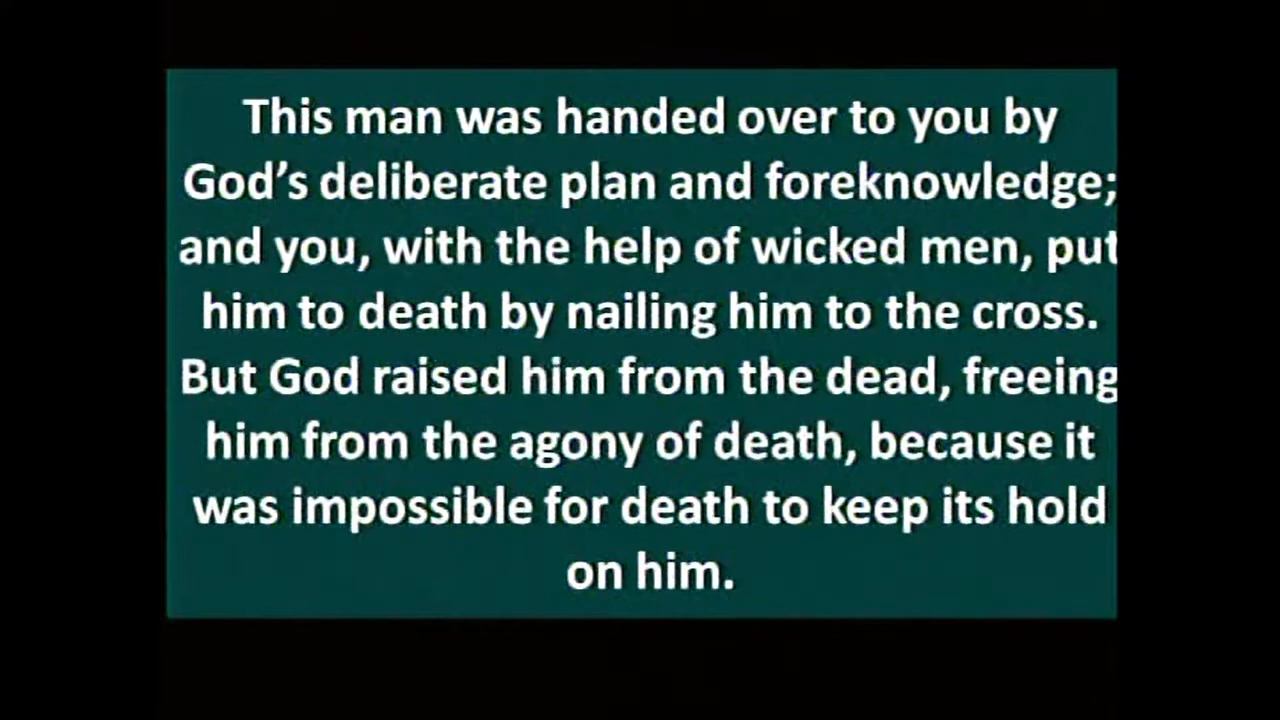 This man was handed over to you by
God’s deliberate plan and foreknowledge;
and you, with the help of wicked men, put
him to death by nailing him to the cross.
But God raised him from the dead, freeing
him from the agony of death, because it
was impossible for death to keep its hold
on him.